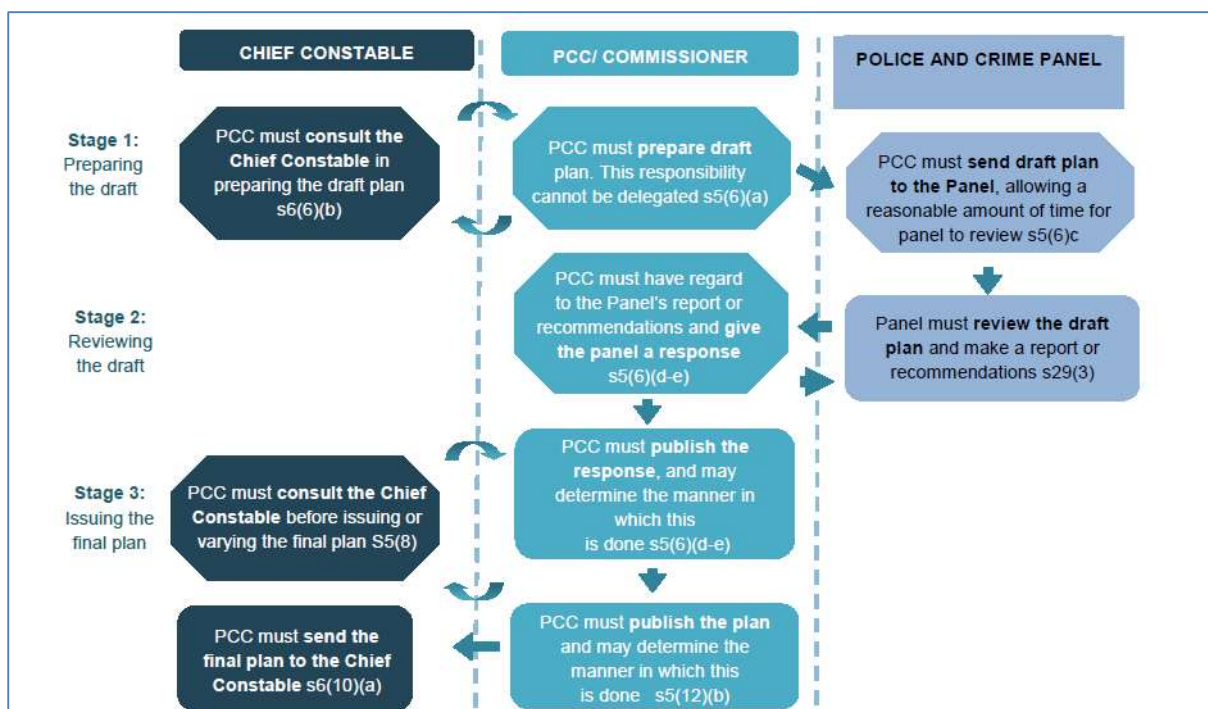 CHIEF CONSTABLE
PCC/ COMMISSIONER
POLICE AND CRIME PANEL
Stage 1:
Preparing
the draft
PCC must consult the
Chief Constable in
preparing the draft plan
s6(6)(b)
PCC must prepare draft
plan. This responsibility
cannot be delegated s5(6)(a)
PCC must send draft plan
to the Panel, allowing a
reasonable amount of time for
panel to review s5(6)c
Stage 2:
Reviewing
the draft
PCC must have regard
to the Panel's report or
recommendations and give
the panel a response
s5(6)(d-e)
Panel must review the draft
plan and make a report or
recommendations s29(3)
Stage 3:
Issuing the
final plan
PCC must consult the Chief
Constable before issuing or
varying the final plan S5(8)
PCC must publish the
response, and may
determine the manner in
which this
is done s5(6)(d-e)
PCC must send the
final plan to the Chief
Constable s6(10)(a)
PCC must publish the plan
and may determine the
manner in which this
is done s5(12)(b)